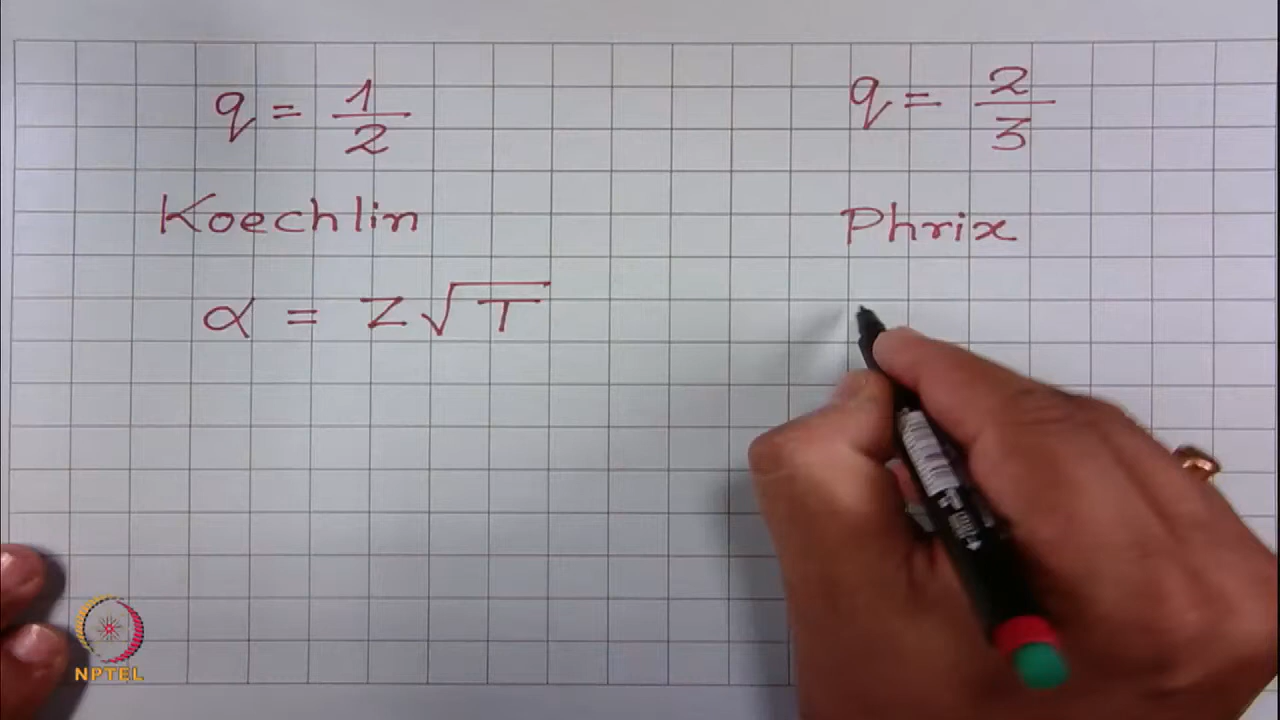 q = 1/2
Koechlin
α = Z√T
q = 2/3
Phrix
NPTEL